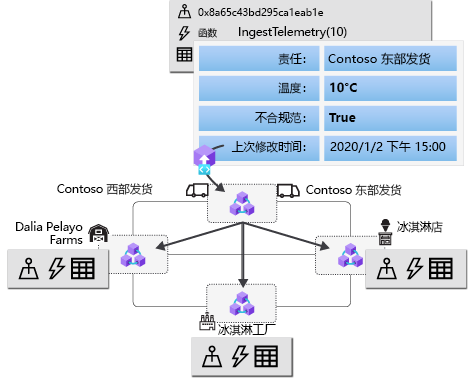 0x8a65c43bd295ca1eab1e
函数 IngestTelemetry(10)
责任: Contoso 东部发货
温度: 10°C
不合规范: True
上次修改时间: 2020/1/2 下午 15:00
Contoso 西部发货
Contoso 东部发货
Dalia Pelayo
Farms
冰淇淋店
冰淇淋工厂